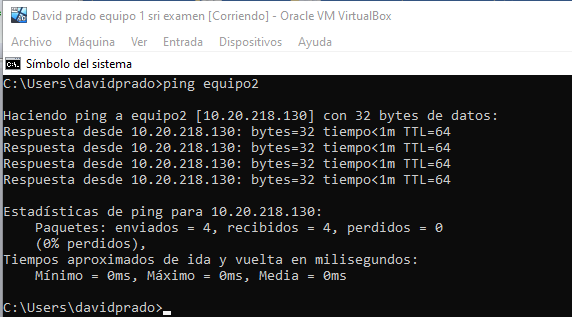 David prado equipo 1 sri examen [Corriendo] - Oracle VM VirtualBox
Archivo Máquina Ver Entrada Dispositivos Ayuda
Símbolo del sistema
C:\Users\davidprado>ping equipo2
Haciendo ping a equipo2 [10.20.218.130] con 32 bytes de datos:
Respuesta desde 10.20.218.130: bytes=32 tiempo<1m TTL=64
Respuesta desde 10.20.218.130: bytes=32 tiempo<1m TTL=64
Respuesta desde 10.20.218.130: bytes=32 tiempo<1m TTL=64
Respuesta desde 10.20.218.130: bytes=32 tiempo<1m TTL=64
Estadísticas de ping para 10.20.218.130:
Paquetes: enviados = 4, recibidos = 4, perdidos = 0
(0% perdidos),
Tiempos aproximados de ida y vuelta en milisegundos:
Mínimo = 0ms, Máximo = 0ms, Media = 0ms
C:\Users\davidprado>